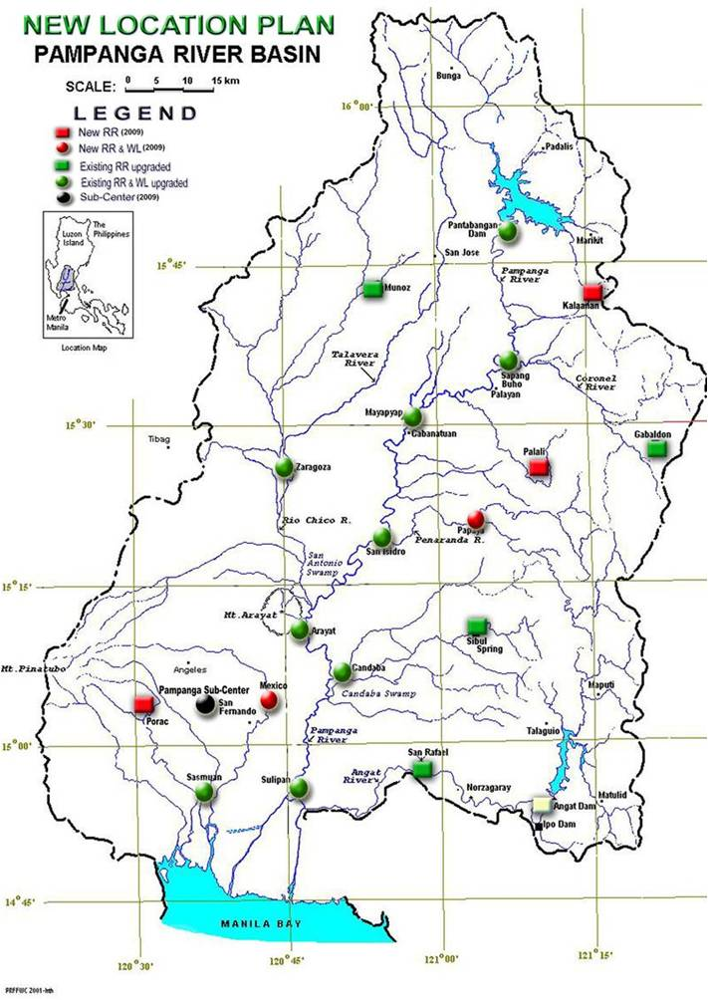 NEW LOCATION PLAN
PAMPANGA RIVER BASIN
SCALE: 0 5 10 15 km
LEGEND
New RR (2009)
New RR & WL (2009)
Existing RR upgraded
Existing RR & WL upgraded
Sub-Center (2009)
The
Philippines
Luzon
Island
Metro
Manila
Location Map
Bunga
16°00'
Padalis
Pantabangan
Dam
Marikit
San Jose
15°45'
Pampanga
River
Munoz
Kalaanan
Talavera
River
Sapang
Buho
Coronel
River
Palayan
Mayapyap
Cabanatuan
15°30'
Tibag
Gabaldon
Palali
Zaragoza
Rio Chico R.
Papaya
Penaranda R.
San Isidro
San
Antonio
Swamp
15°15'
Mt.Arayat
Arayat
Sibul
Spring
Mt.Pinatubo
Angeles
Candaba
Candaba Swamp
Pampanga Sub-Center
Mexico
San
Fernando
Porac
Maputi
Pampanga
River
Talaguio
15°00'
San Rafael
Sasmuan
Sulipan
Angat
River
Norzagaray
Matulid
Angat Dam
Ipo Dam
14°45'
MANILA BAY
120°30'
120°45'
121°00'
121°15'